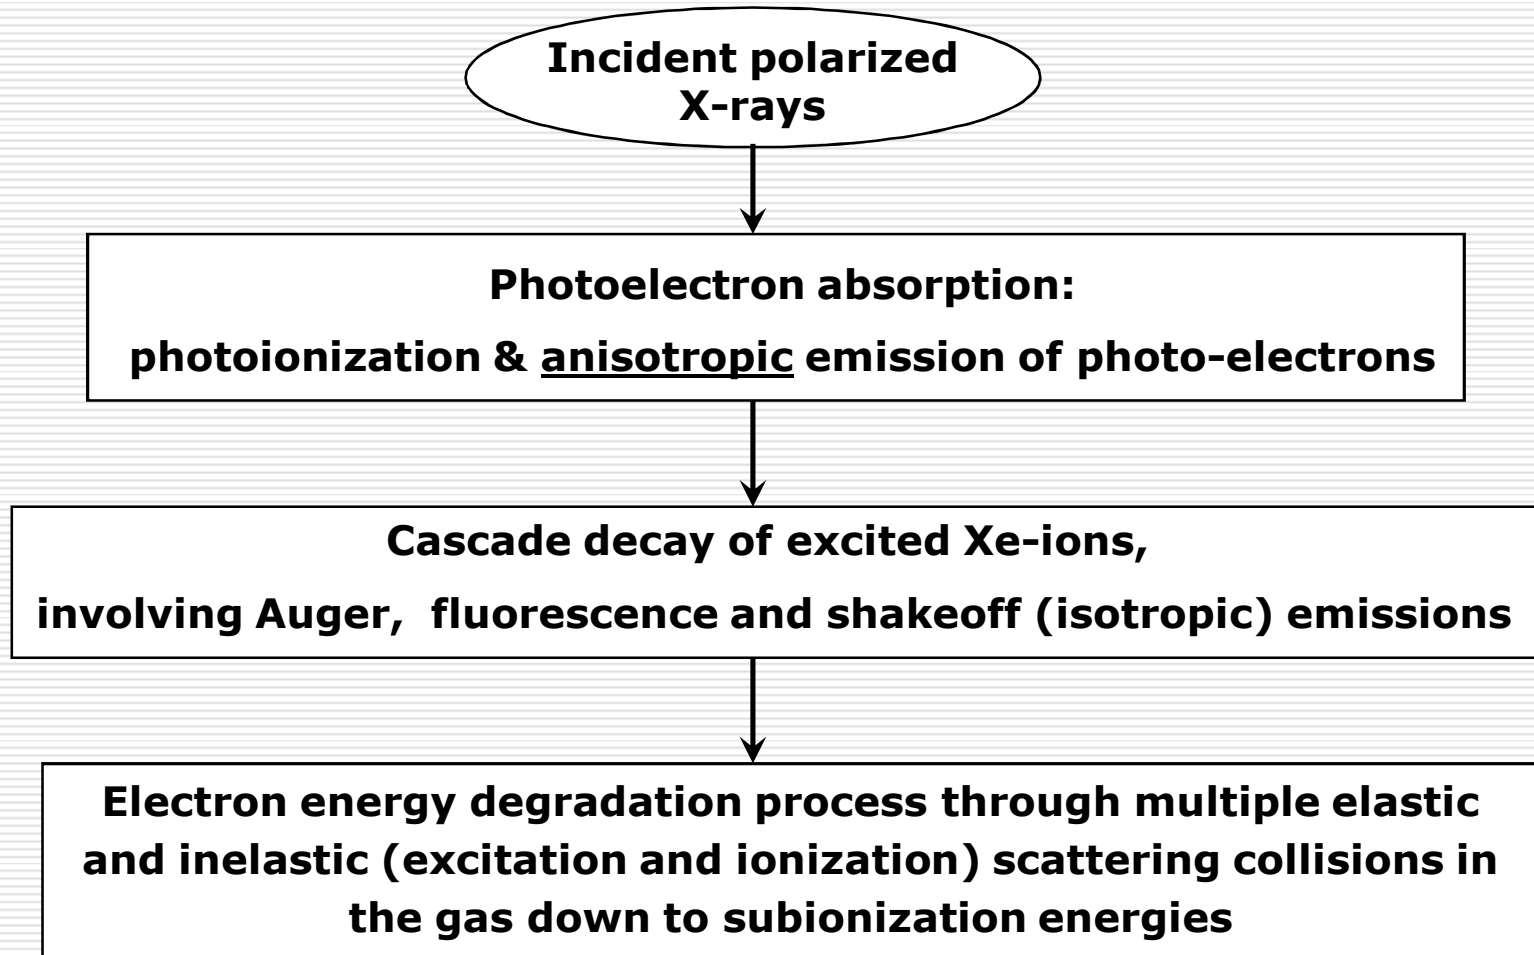 Incident polarized
X-rays
Photoelectron absorption:
photoionization & anisotropic emission of photo-electrons
Cascade decay of excited Xe-ions,
involving Auger, fluorescence and shakeoff (isotropic) emissions
Electron energy degradation process through multiple elastic
and inelastic (excitation and ionization) scattering collisions in
the gas down to subionization energies